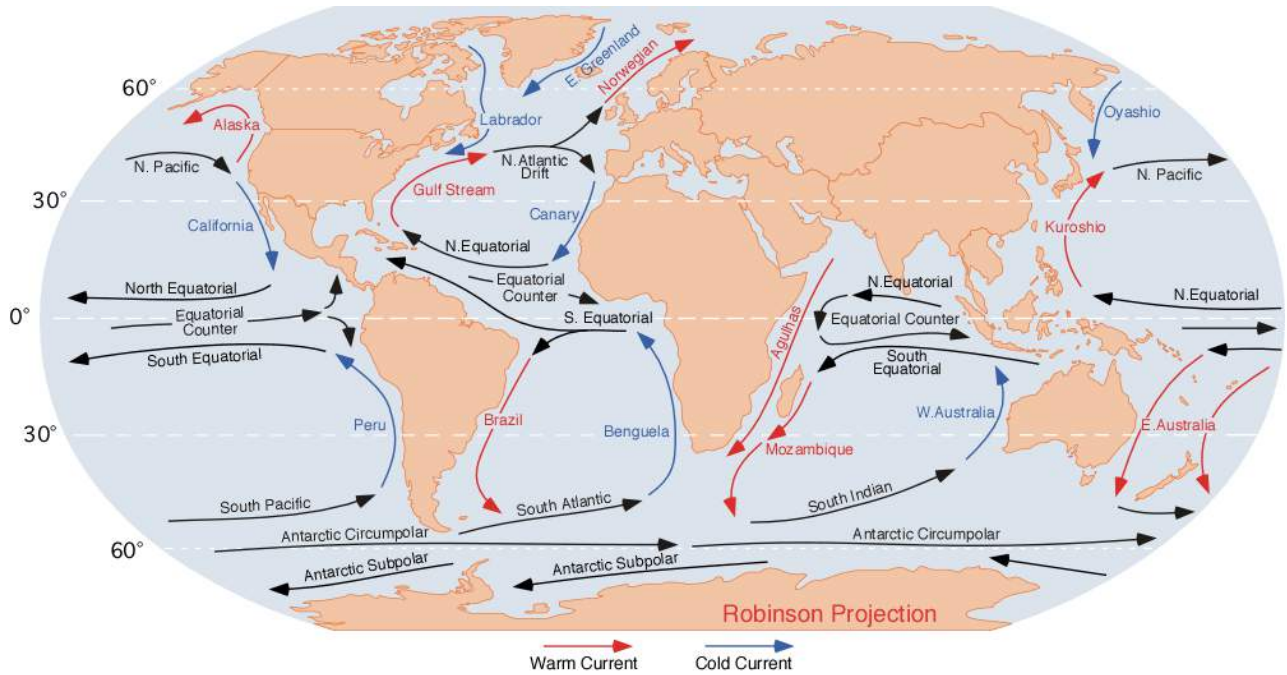 E. Greenland
Norwegian
60°
Labrador
Oyashio
Alaska
N. Pacific
N. Atlantic
Drift
N. Pacific
Gulf Stream
30°
California
Canary
Kuroshio
N.Equatorial
North Equatorial
Equatorial
Counter
N.Equatorial
N.Equatorial
0°
Equatorial
Counter
S. Equatorial
Equatorial Counter
Agulhas
South Equatorial
South
Equatorial
Peru
Brazil
Benguela
W.Australia
E.Australia
30°
Mozambique
South Pacific
South Atlantic
South Indian
Antarctic Circumpolar
Antarctic Circumpolar
60°
Antarctic Subpolar
Antarctic Subpolar
Robinson Projection
Warm Current
Cold Current